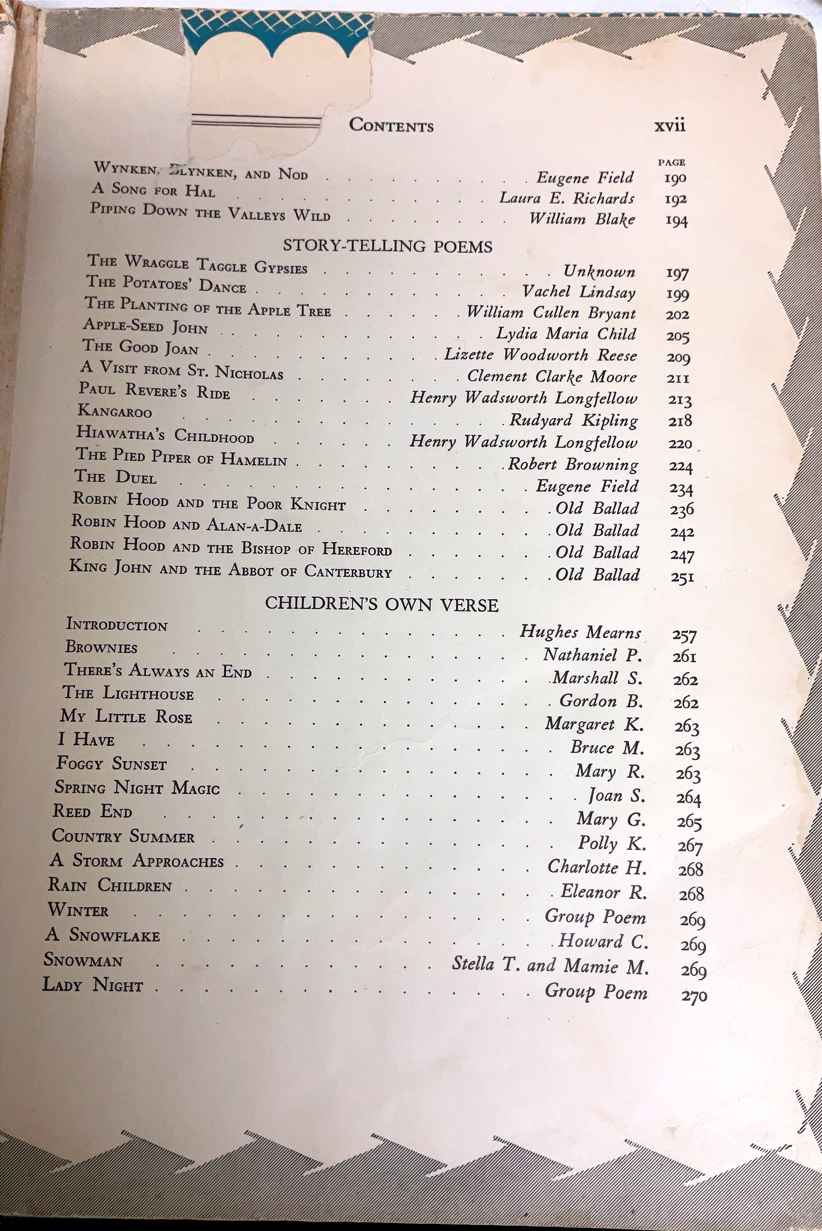 CONTENTS xvii
PAGE
WYNKEN, BLYNKEN, AND NOD . . . . . . . . . . Eugene Field 190
A SONG FOR HAL . . . . . . . . . . . Laura E. Richards 192
PIPING DOWN THE VALLEYS WILD . . . . . . . . William Blake 194
STORY-TELLING POEMS
THE WRAGGLE TAGGLE GYPSIES . . . . . . . . . . . Unknown 197
THE POTATOES' DANCE . . . . . . . . . . . . Vachel Lindsay 199
THE PLANTING OF THE APPLE TREE . . . . . . William Cullen Bryant 202
APPLE-SEED JOHN . . . . . . . . . . . . Lydia Maria Child 205
THE GOOD JOAN . . . . . . . . . . . Lizette Woodworth Reese 209
A VISIT FROM ST. NICHOLAS . . . . . . . . Clement Clarke Moore 211
PAUL REVERE'S RIDE . . . . . . . Henry Wadsworth Longfellow 213
KANGAROO . . . . . . . . . . . . . . . Rudyard Kipling 218
HIAWATHA'S CHILDHOOD . . . . . . Henry Wadsworth Longfellow 220
THE PIED PIPER OF HAMELIN . . . . . . . . . . Robert Browning 224
THE DUEL . . . . . . . . . . . . . . . . Eugene Field 234
ROBIN HOOD AND THE POOR KNIGHT . . . . . . . . . Old Ballad 236
ROBIN HOOD AND ALAN-A-DALE . . . . . . . . . . . Old Ballad 242
ROBIN HOOD AND THE BISHOP OF HEREFORD . . . . . . . Old Ballad 247
KING JOHN AND THE ABBOT OF CANTERBURY . . . . . . . Old Ballad 251
CHILDREN'S OWN VERSE
INTRODUCTION . . . . . . . . . . . . . . Hughes Mearns 257
BROWNIES . . . . . . . . . . . . . . . . Nathaniel P. 261
THERE'S ALWAYS AN END . . . . . . . . . . . . . Marshall S. 262
THE LIGHTHOUSE . . . . . . . . . . . . . . . Gordon B. 262
MY LITTLE ROSE . . . . . . . . . . . . . . Margaret K. 263
I HAVE . . . . . . . . . . . . . . . . . . Bruce M. 263
FOGGY SUNSET . . . . . . . . . . . . . . . . Mary R. 263
SPRING NIGHT MAGIC . . . . . . . . . . . . . . . Joan S. 264
REED END . . . . . . . . . . . . . . . . . Mary G. 265
COUNTRY SUMMER . . . . . . . . . . . . . . . Polly K. 267
A STORM APPROACHES . . . . . . . . . . . . . Charlotte H. 268
RAIN CHILDREN . . . . . . . . . . . . . . . . Eleanor R. 268
WINTER . . . . . . . . . . . . . . . . . Group Poem 269
A SNOWFLAKE . . . . . . . . . . . . . . . . Howard C. 269
SNOWMAN . . . . . . . . . . . . Stella T. and Mamie M. 269
LADY NIGHT . . . . . . . . . . . . . . . . Group Poem 270